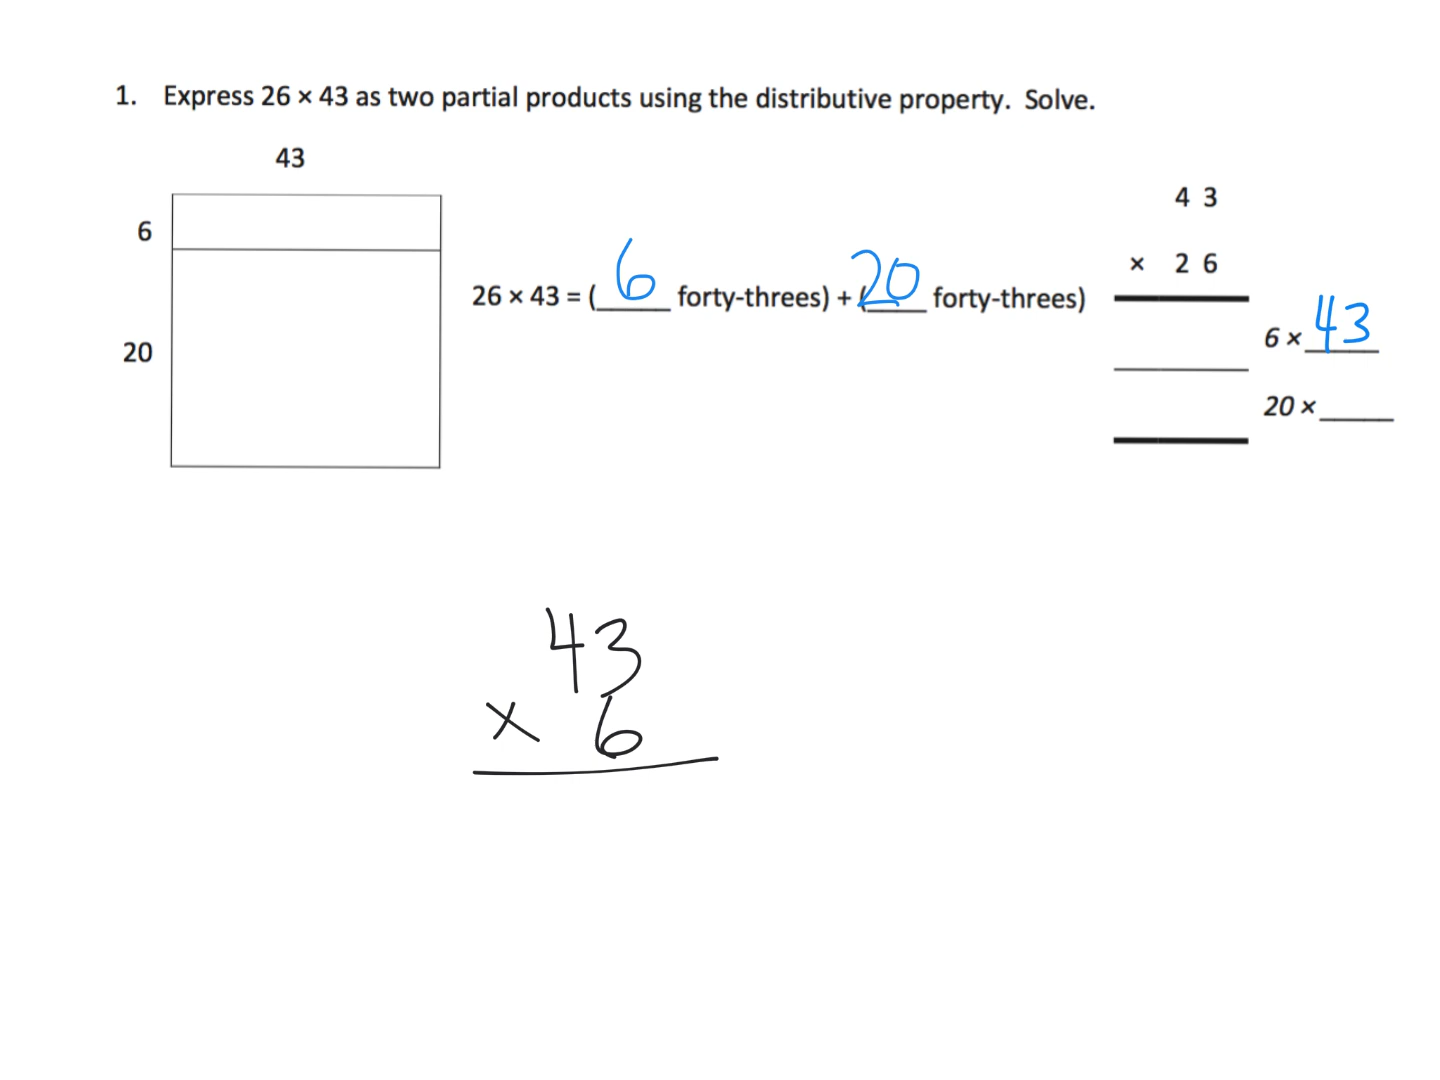 1. Express 26 × 43 as two partial products using the distributive property. Solve.
43
6
20
26 × 43 = (6 forty-threes) + (20 forty-threes)
4 3
× 2 6
6 × 43
20 × ____
43
× 6